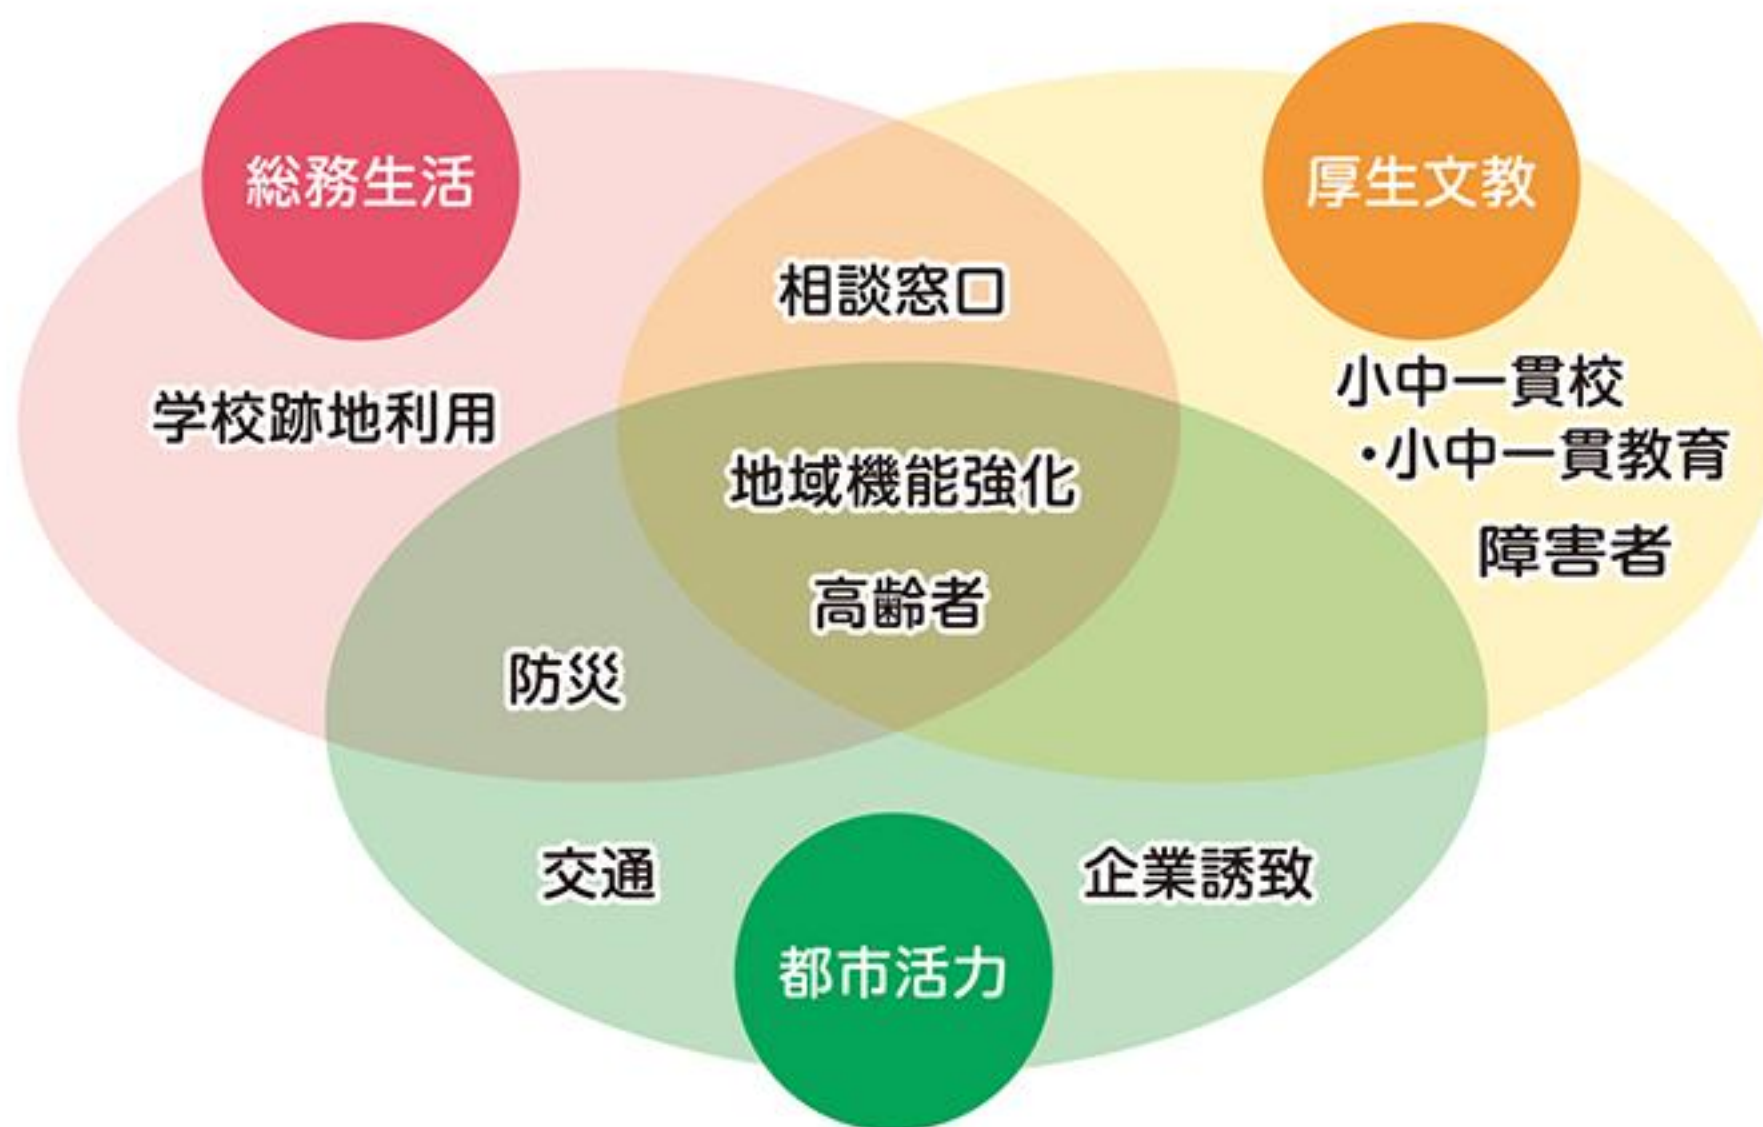 総務生活
厚生文教
相談窓口
学校跡地利用
小中一貫校
・小中一貫教育
地域機能強化
障害者
高齢者
防災
交通
企業誘致
都市活力